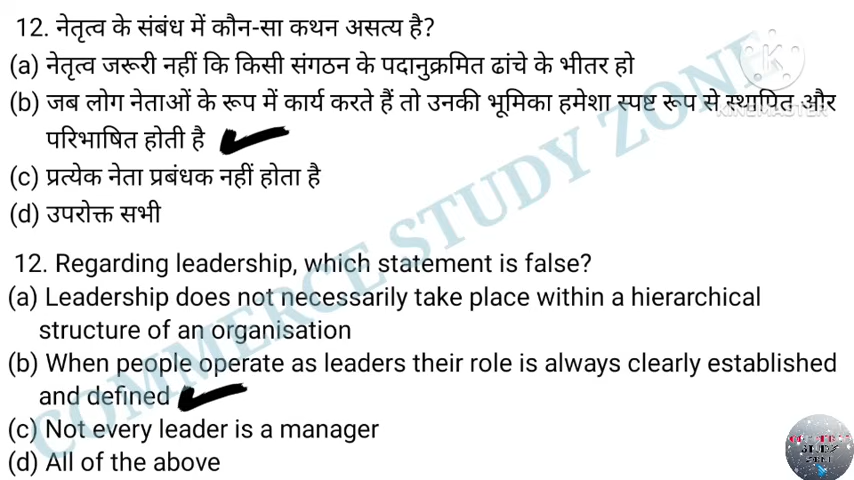 12. नेतृत्व के संबंध में कौन-सा कथन असत्य है?
(a) नेतृत्व जरूरी नहीं कि किसी संगठन के पदानुक्रमित ढांचे के भीतर हो
(b) जब लोग नेताओं के रूप में कार्य करते हैं तो उनकी भूमिका हमेशा स्पष्ट रूप से स्थापित और
परिभाषित होती है
(c) प्रत्येक नेता प्रबंधक नहीं होता है
(d) उपरोक्त सभी
12. Regarding leadership, which statement is false?
(a) Leadership does not necessarily take place within a hierarchical
structure of an organisation
(b) When people operate as leaders their role is always clearly established
and defined
(c) Not every leader is a manager
(d) All of the above
COMMERCE STUDY ZONE
KINEMASTER